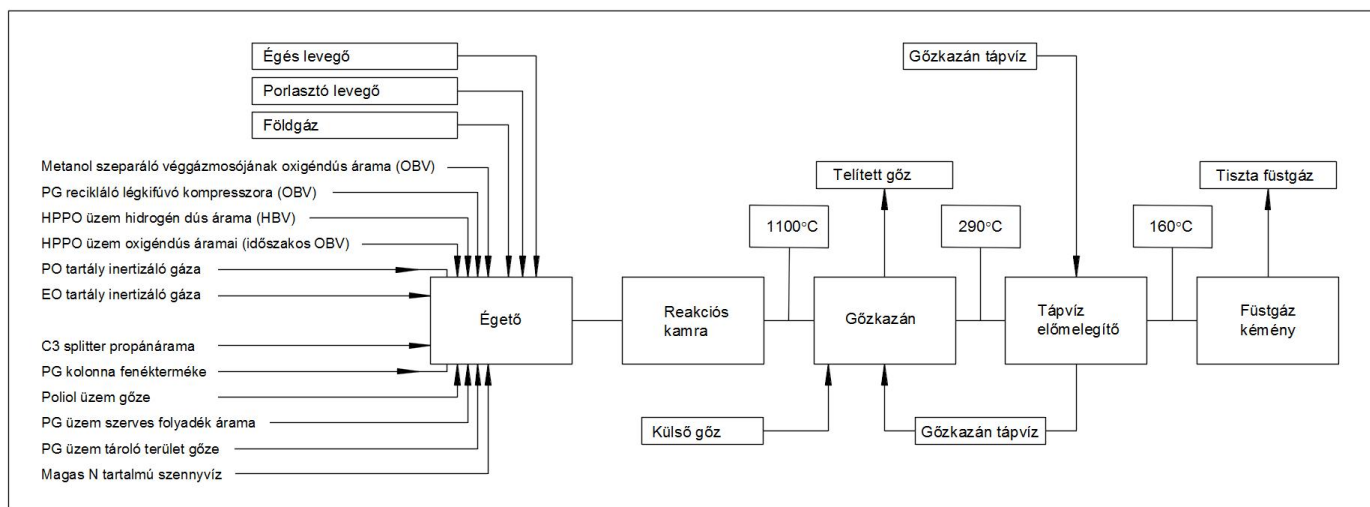 Égés levegő
Porlasztó levegő
Földgáz
Metanol szeparáló véggázmosójának oxigéndús árama (OBV)
PG recikláló légkifúvó kompresszora (OBV)
HPPO üzem hidrogén dús árama (HBV)
HPPO üzem oxigéndús áramai (időszakos OBV)
PO tartály inertizáló gáza
EO tartály inertizáló gáza
C3 splitter propánárama
PG kolonna fenékterméke
Poliol üzem gőze
PG üzem szerves folyadék árama
PG üzem tároló terület gőze
Magas N tartalmú szennyvíz
Égető
Reakciós
kamra
1100°C
Telített gőz
Gőzkazán
Külső gőz
290°C
Gőzkazán tápvíz
Tápvíz
előmelegítő
Gőzkazán tápvíz
160°C
Tiszta füstgáz
Füstgáz
kémény